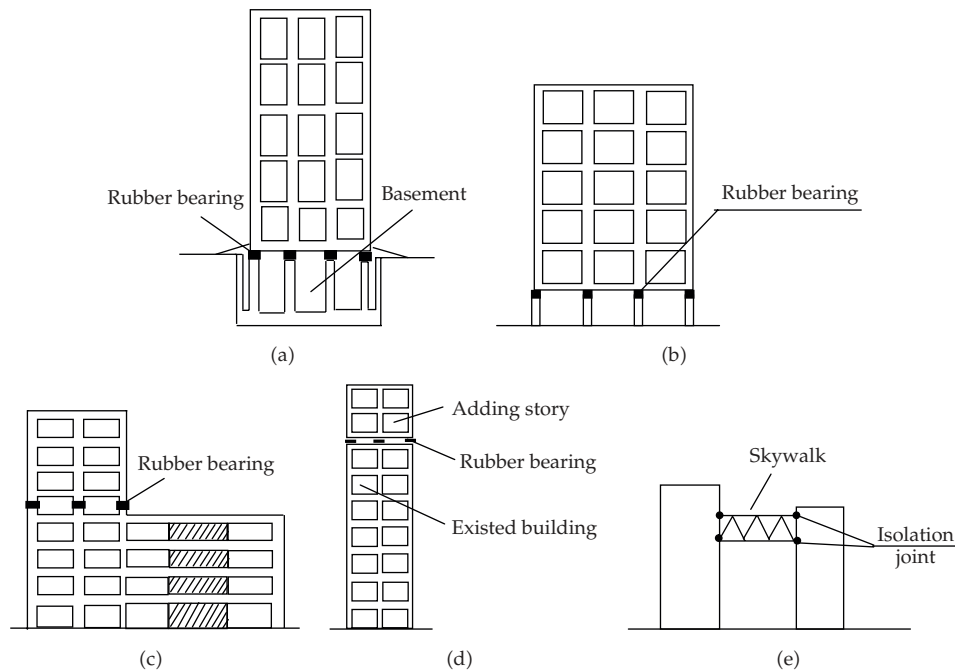 Rubber bearing
Basement
Rubber bearing
(a)
(b)
Adding story
Rubber bearing
Rubber bearing
Existed building
Skywalk
Isolation
joint
(c)
(d)
(e)